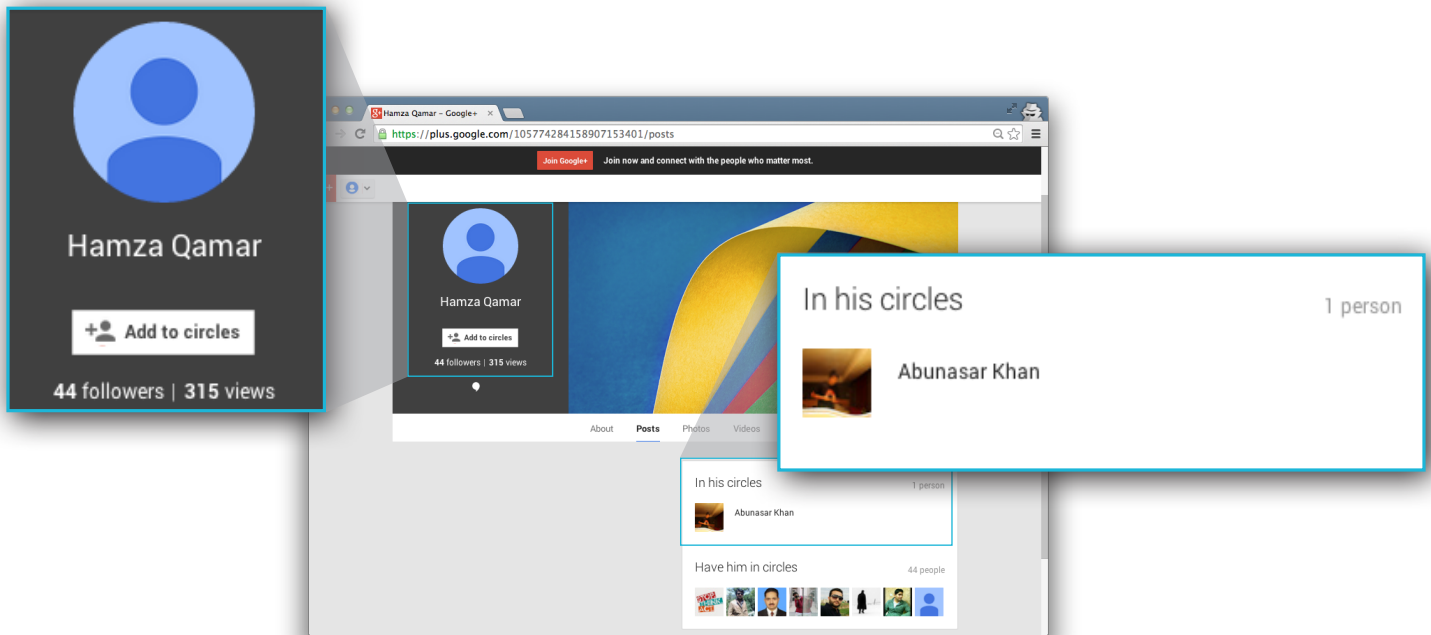 Hamza Qamar
Add to circles
44 followers | 315 views
Hamza Qamar - Google+
https://plus.google.com/105774284158907153401/posts
Join Google+ Join now and connect with the people who matter most.
Hamza Qamar
Add to circles
44 followers | 315 views
About Posts Photos Videos
In his circles 1 person
Abunasar Khan
In his circles 1 person
Abunasar Khan
Have him in circles 44 people
STOP
THINK
ACT